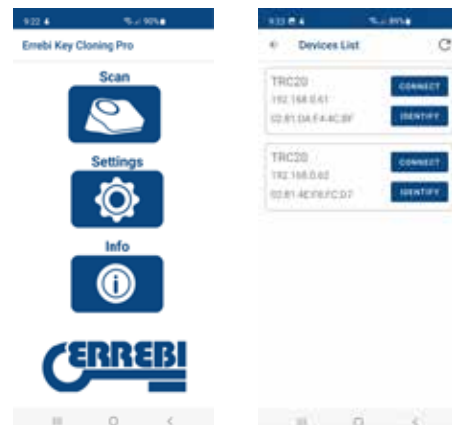 9:22
90%
Errebi Key Cloning Pro
Scan
Settings
Info
ERREBI
Devices List
TRC20
192.168.0.61
CONNECT
IDENTIFY
TRC20
192.168.0.62
CONNECT
IDENTIFY